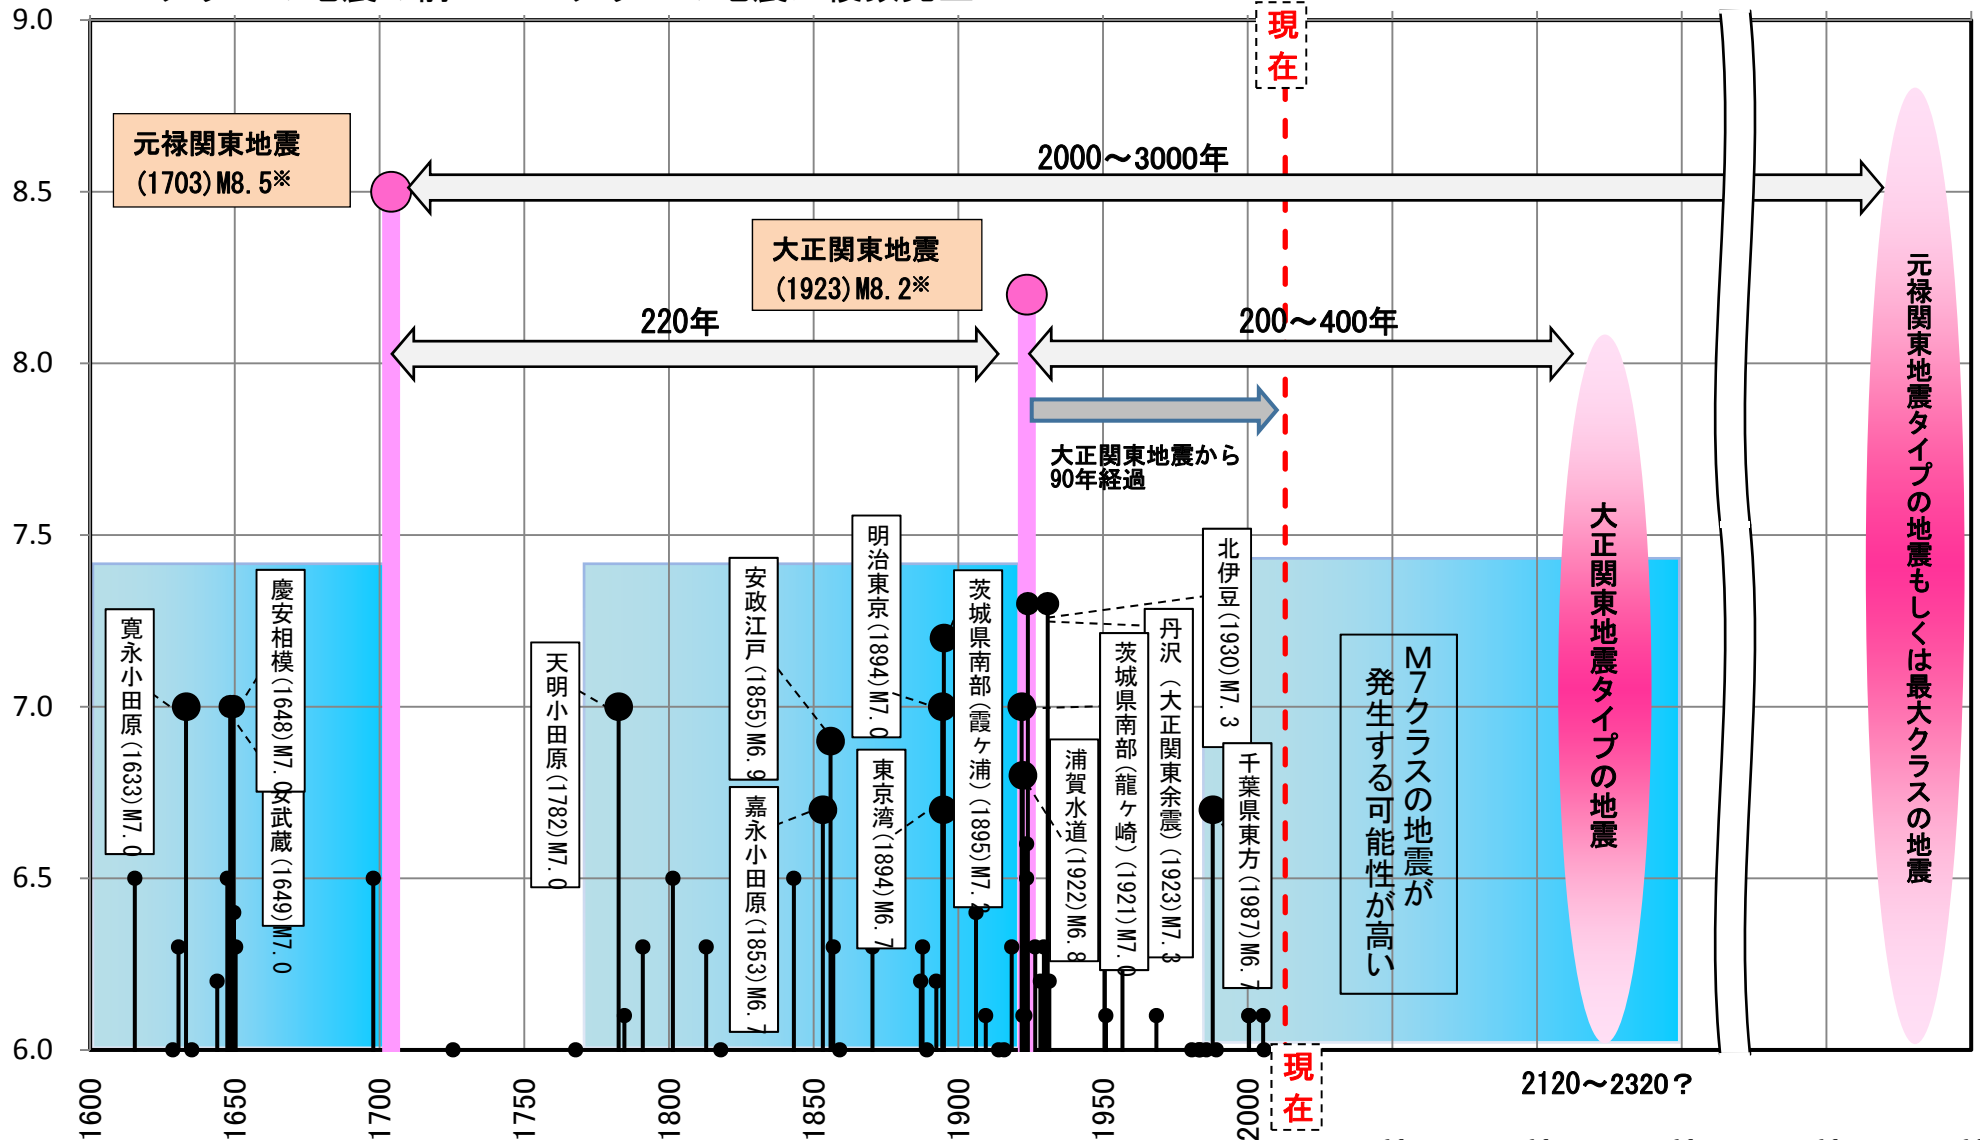 9.0
8.5
8.0
7.5
7.0
6.5
6.0
現在
元禄関東地震
(1703)M8.5※
2000～3000年
大正関東地震
(1923)M8.2※
220年
200～400年
大正関東地震から
90年経過
寛永小田原(1633)M7.0
慶安相模(1648)M7.0
安武蔵(1649)M7.0
天明小田原(1782)M7.0
安政江戸(1855)M6.9
嘉永小田原(1853)M6.7
明治東京(1894)M7.0
東京湾(1894)M6.7
茨城県南部(霞ヶ浦)(1895)M7.2
浦賀水道(1922)M6.8
茨城県南部(龍ヶ崎)(1921)M7.0
丹沢(大正関東余震)(1923)M7.3
北伊豆(1930)M7.3
千葉県東方(1987)M6.7
M7クラスの地震が
発生する可能性が高い
大正関東地震タイプの地震
元禄関東地震タイプの地震もしくは最大クラスの地震
1600
1650
1700
1750
1800
1850
1900
1950
2000
現在
2120～2320？